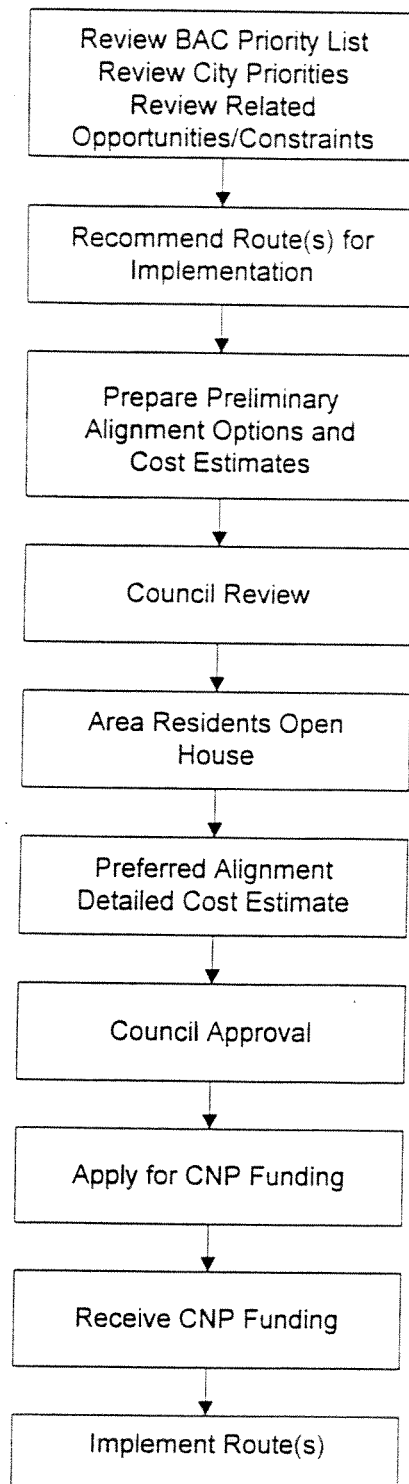 Review BAC Priority List
Review City Priorities
Review Related
Opportunities/Constraints
Recommend Route(s) for
Implementation
Prepare Preliminary
Alignment Options and
Cost Estimates
Council Review
Area Residents Open
House
Preferred Alignment
Detailed Cost Estimate
Council Approval
Apply for CNP Funding
Receive CNP Funding
Implement Route(s)